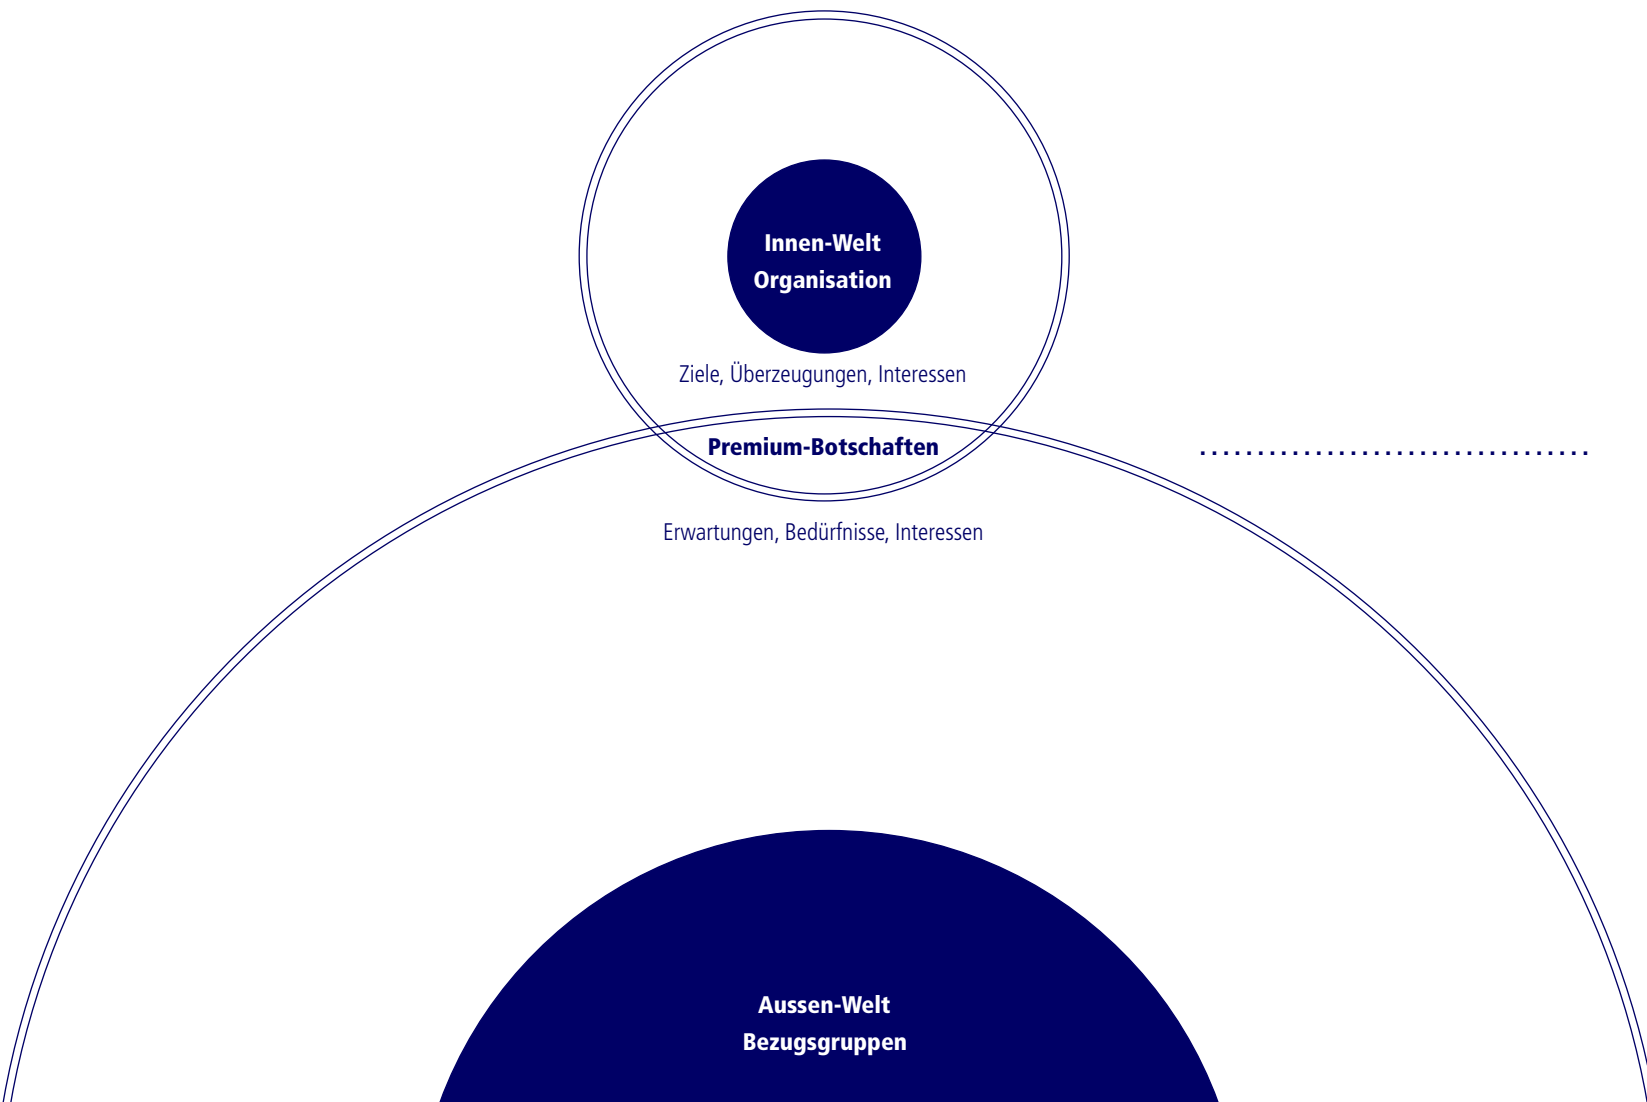 Innen-Welt
Organisation
Ziele, Überzeugungen, Interessen
Premium-Botschaften
.................................
Erwartungen, Bedürfnisse, Interessen
Aussen-Welt
Bezugsgruppen